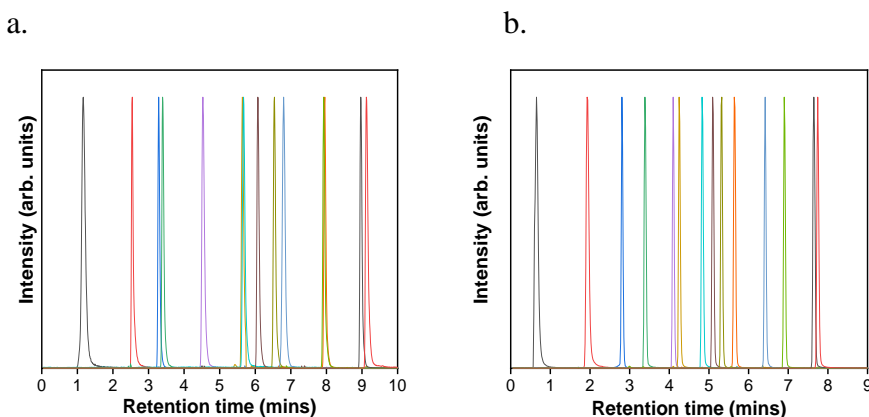 a.
b.
Intensity (arb. units)
0 1 2 3 4 5 6 7 8 9 10
Retention time (mins)
Intensity (arb. units)
0 1 2 3 4 5 6 7 8 9
Retention time (mins)